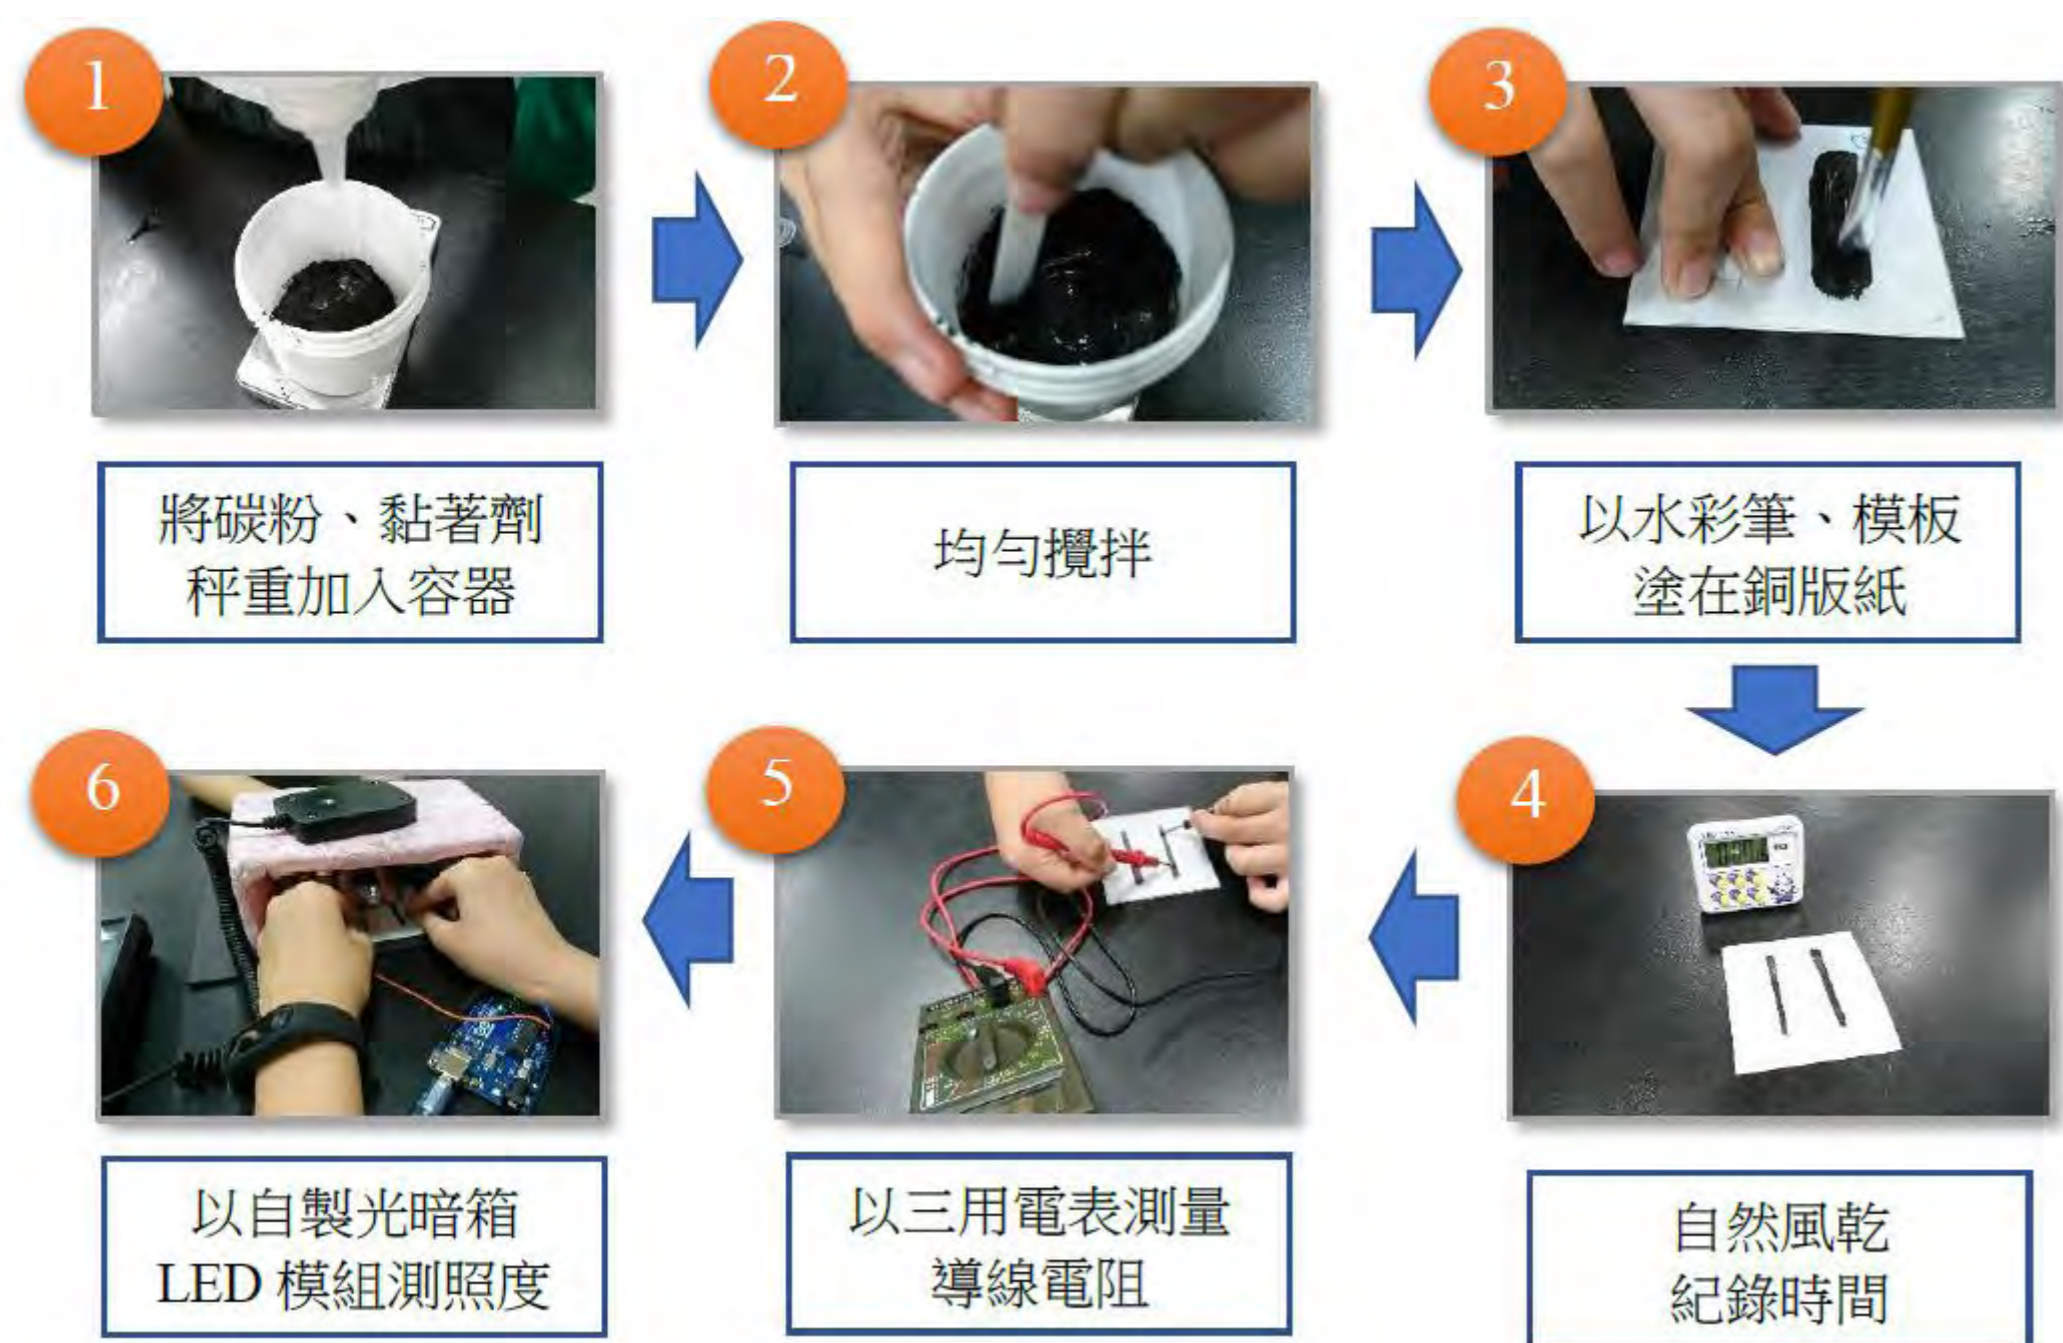 1
將碳粉、黏著劑
秤重加入容器
2
均勻攪拌
3
以水彩筆、模板
塗在銅版紙
4
自然風乾
紀錄時間
5
以三用電表測量
導線電阻
6
以自製光暗箱
LED 模組測照度